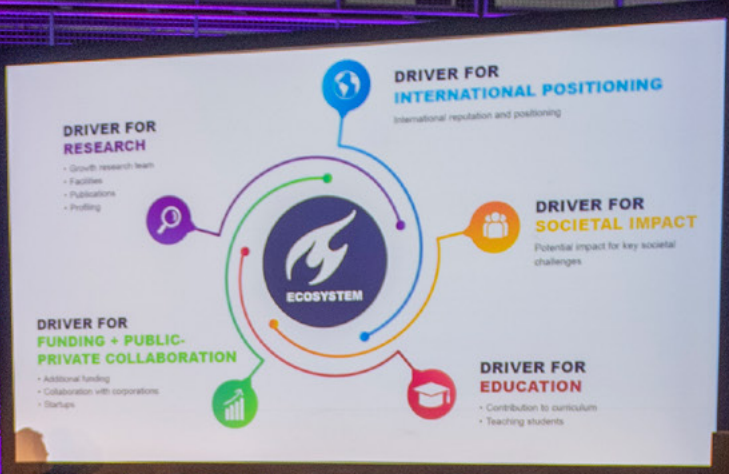 DRIVER FOR
INTERNATIONAL POSITIONING
International reputation and positioning
DRIVER FOR
RESEARCH
• Growth research team
• Facilities
• Publications
• Profiling
DRIVER FOR
SOCIETAL IMPACT
Potential impact for key societal
challenges
ECOSYSTEM
DRIVER FOR
FUNDING + PUBLIC-
PRIVATE COLLABORATION
• Additional funding
• Collaboration with corporations
• Startups
DRIVER FOR
EDUCATION
• Contribution to curriculum
• Teaching students